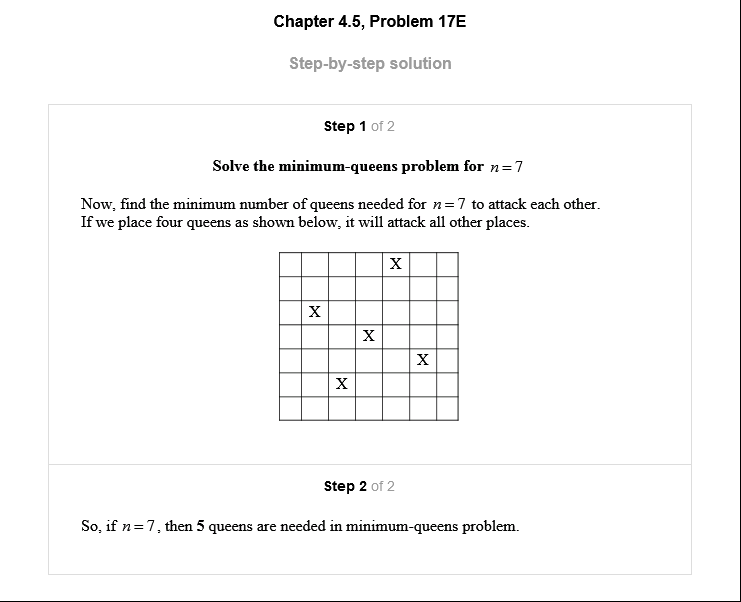 Chapter 4.5, Problem 17E
Step-by-step solution
Step 1 of 2
Solve the minimum-queens problem for n = 7
Now, find the minimum number of queens needed for n = 7 to attack each other.
If we place four queens as shown below, it will attack all other places.
X
X
X
X
X
Step 2 of 2
So, if n = 7, then 5 queens are needed in minimum-queens problem.